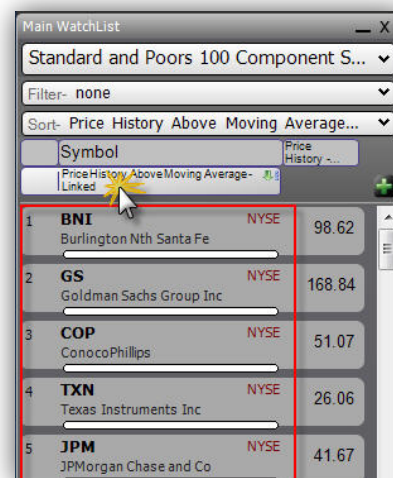 Main WatchList _ X
Standard and Poors 100 Component S...
Filter- none
Sort- Price History Above Moving Average...
Symbol
Price
History -...
Price History Above Moving Average-
Linked
1 BNI NYSE 98.62
Burlington Nth Santa Fe
2 GS NYSE 168.84
Goldman Sachs Group Inc
3 COP NYSE 51.07
ConocoPhillips
4 TXN NYSE 26.06
Texas Instruments Inc
5 JPM NYSE 41.67
JPMorgan Chase and Co